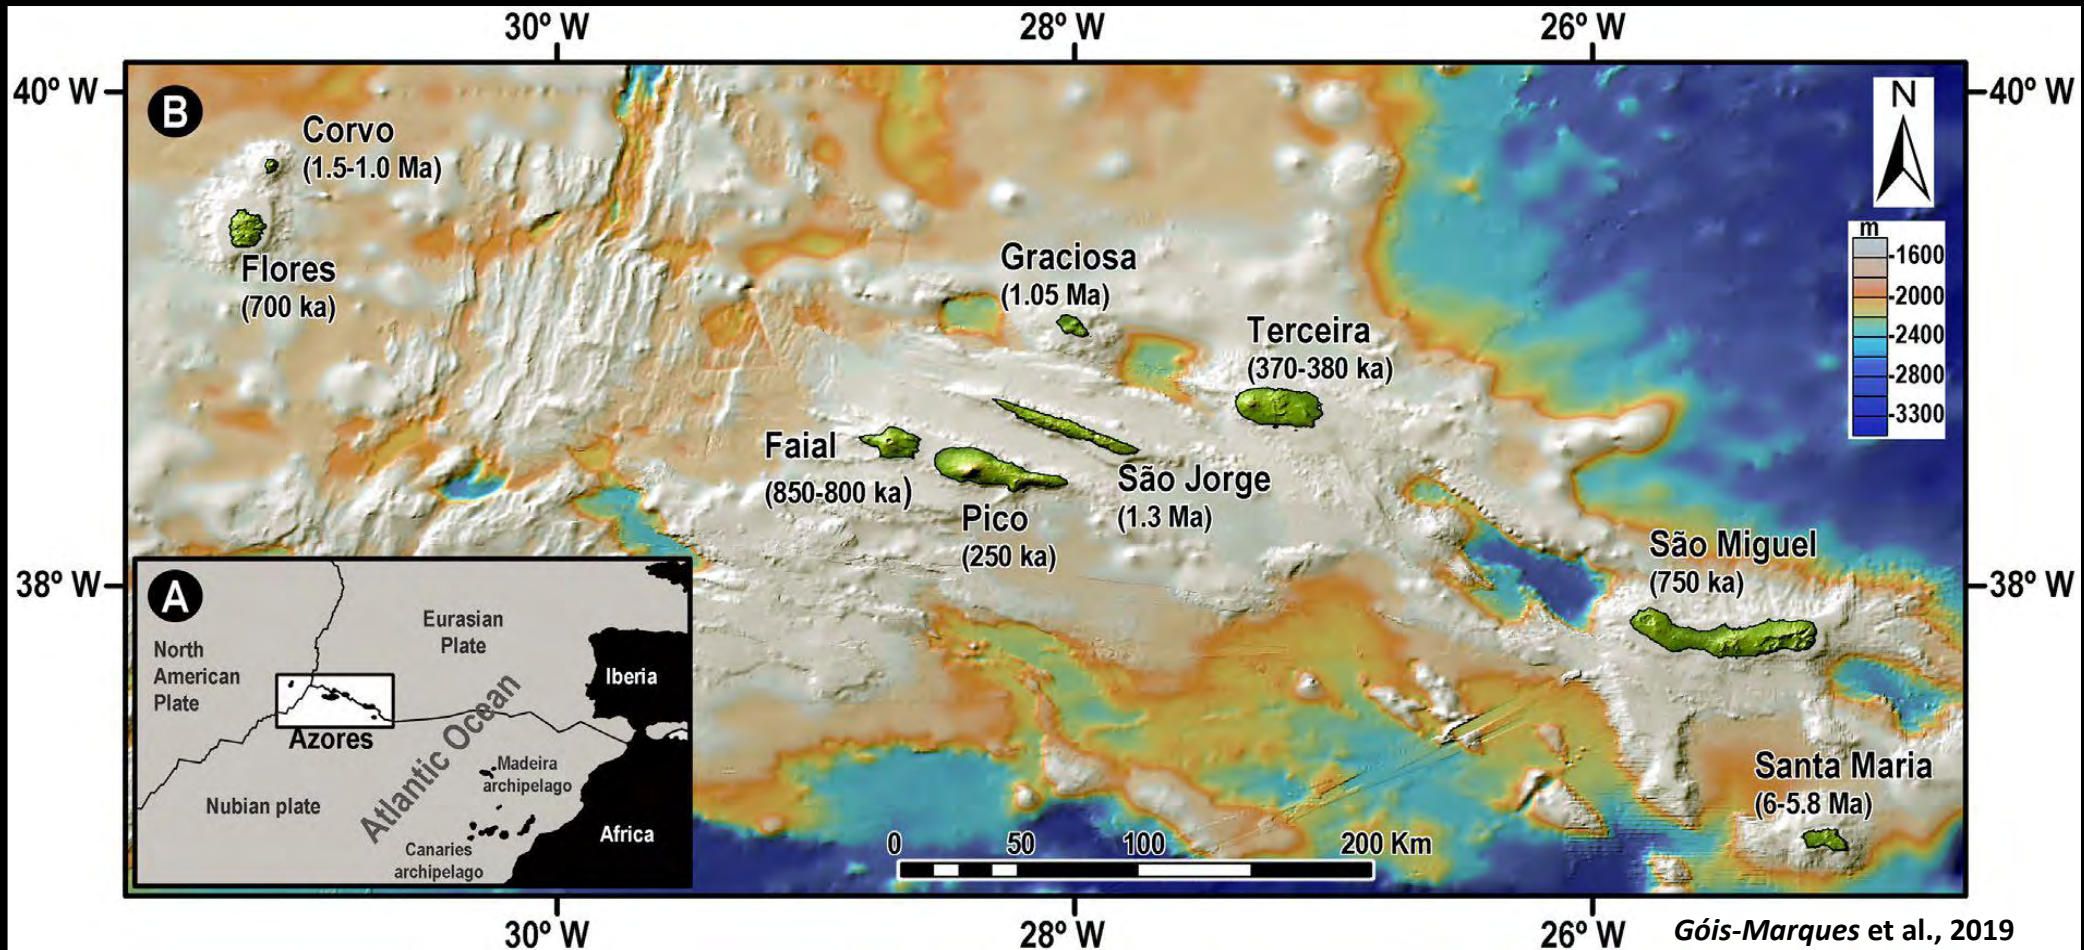 30º W
28º W
26º W
40º W
40º W
B
N
Corvo
(1.5-1.0 Ma)
m
-1600
-2000
-2400
-2800
-3300
Flores
(700 ka)
Graciosa
(1.05 Ma)
Terceira
(370-380 ka)
Faial
(850-800 ka)
São Jorge
(1.3 Ma)
Pico
(250 ka)
São Miguel
(750 ka)
38º W
38º W
A
Eurasian
Plate
North
American
Plate
Iberia
Azores
Atlantic Ocean
Madeira
archipelago
Nubian plate
Africa
Canaries
archipelago
Santa Maria
(6-5.8 Ma)
0 50 100 200 Km
30º W
28º W
26º W
Góis-Marques et al., 2019